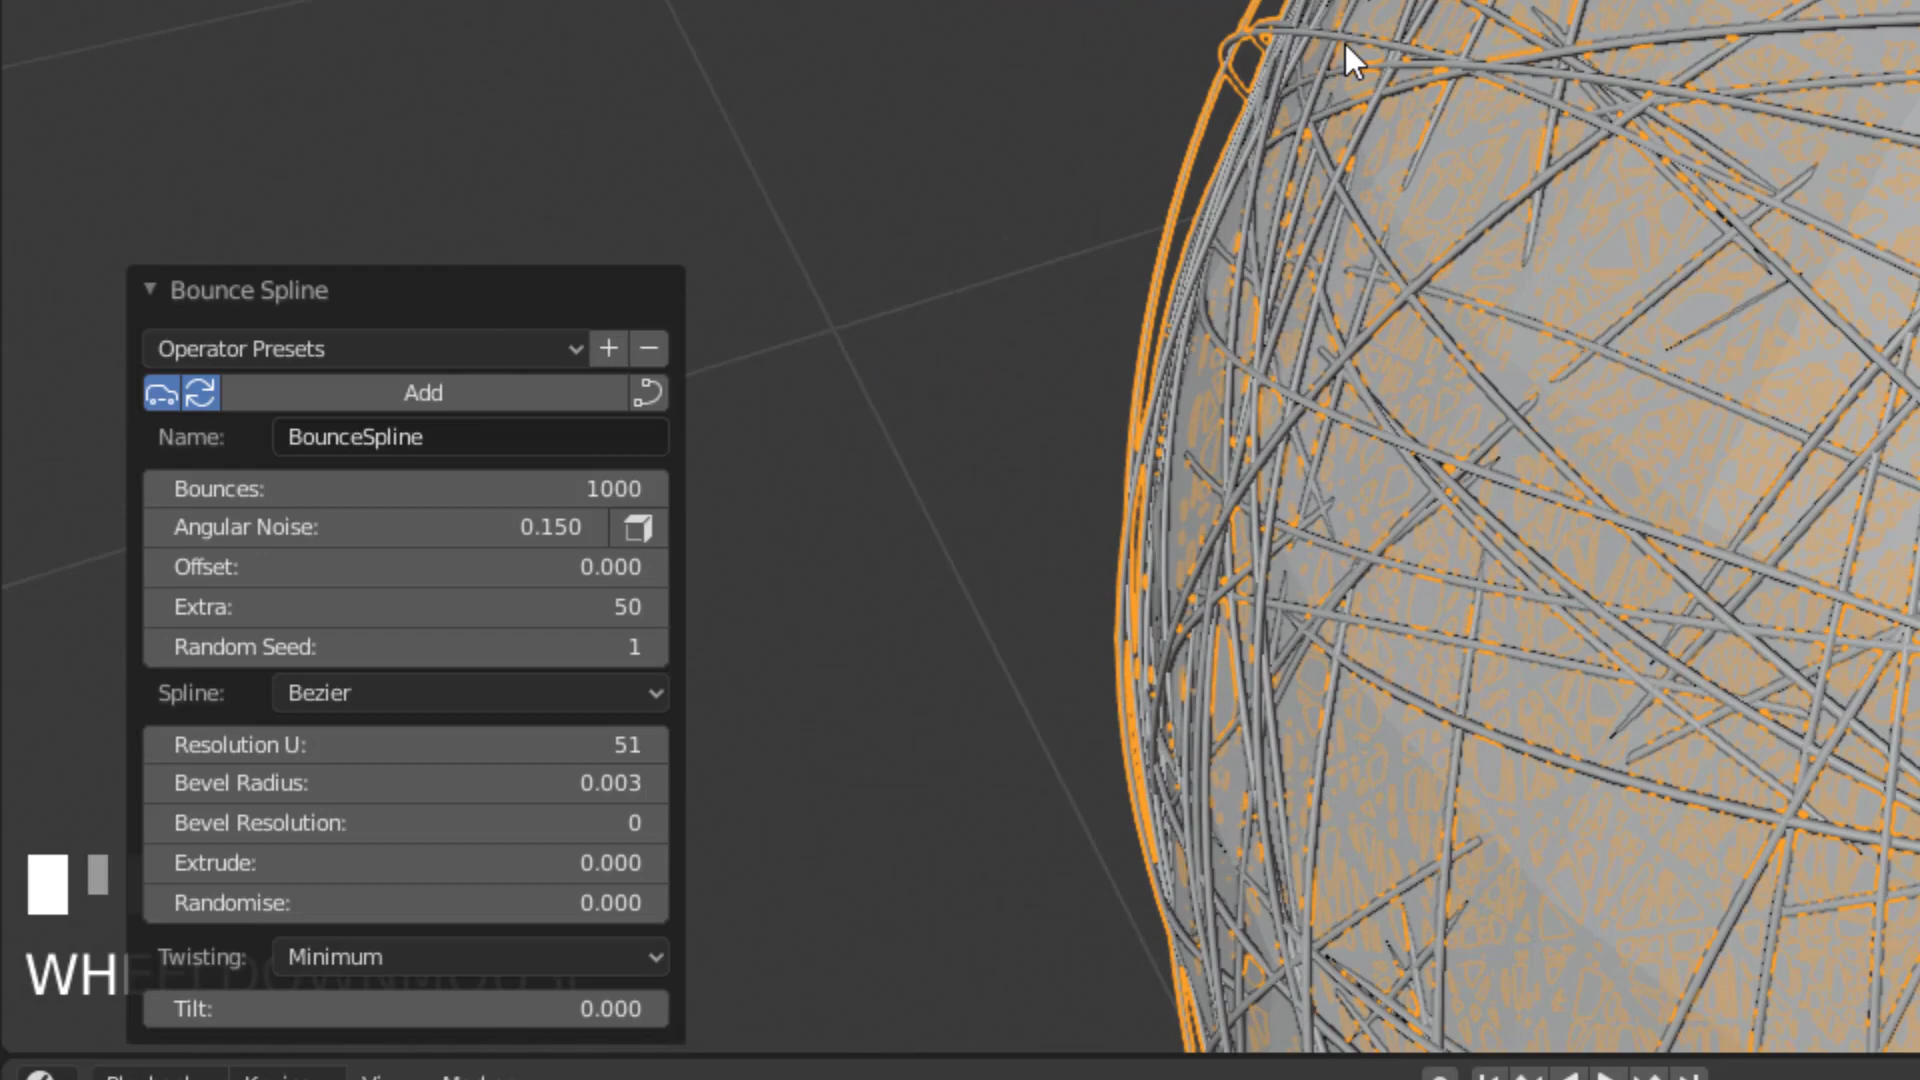 Bounce Spline
Operator Presets
Add
Name: BounceSpline
Bounces: 1000
Angular Noise: 0.150
Offset: 0.000
Extra: 50
Random Seed: 1
Spline: Bezier
Resolution U: 51
Bevel Radius: 0.003
Bevel Resolution: 0
Extrude: 0.000
Randomise: 0.000
Twisting: Minimum
Tilt: 0.000